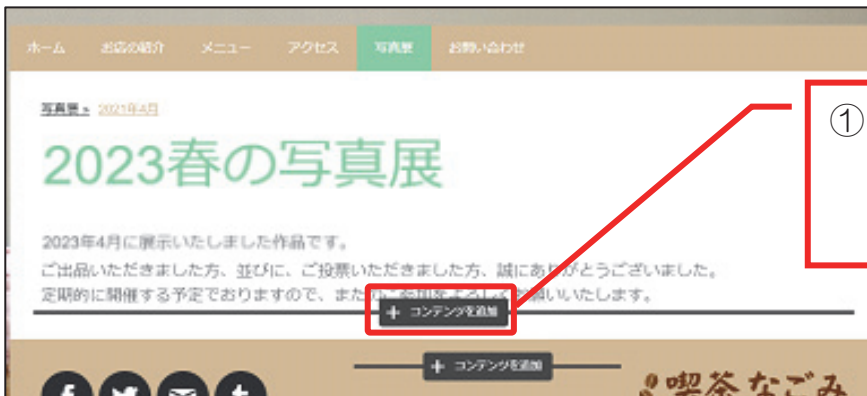 ホーム お店の紹介 メニュー アクセス 写真展 お問い合わせ
写真展 » 2021年4月
①
2023春の写真展
2023年4月に展示いたしました作品です。
ご出品いただきました方、並びに、ご投票いただきました方、誠にありがとうございました。
定期的に開催する予定でおりますので、またのご参加をよろしくお願いいたします。
+ コンテンツを追加
+ コンテンツを追加
喫茶なごみ